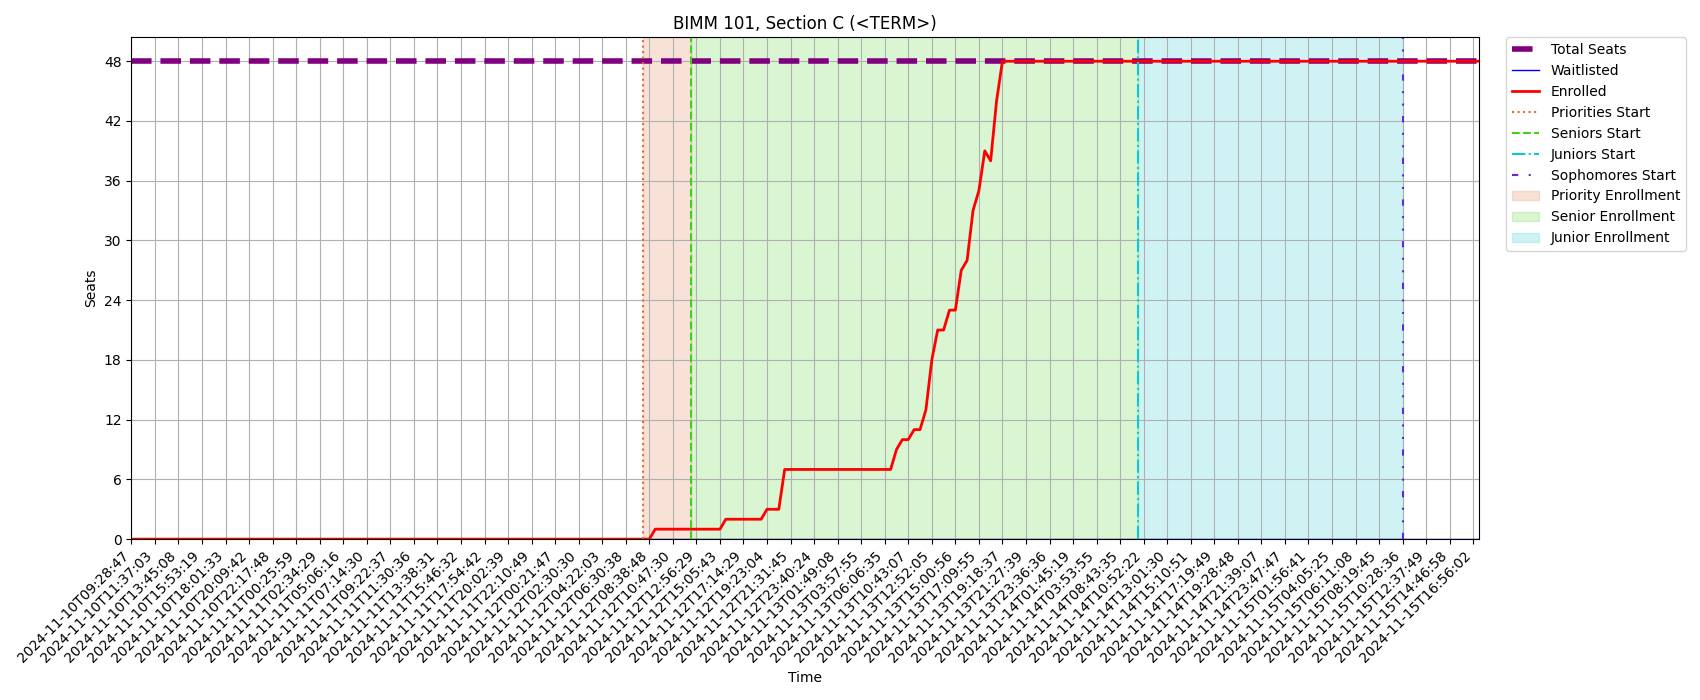 BIMM 101, Section C (<TERM>)
Total Seats
Waitlisted
Enrolled
Priorities Start
Seniors Start
Juniors Start
Sophomores Start
Priority Enrollment
Senior Enrollment
Junior Enrollment
Seats
48
42
36
30
24
18
12
6
0
2024-11-10T09:28:47
2024-11-10T11:37:03
2024-11-10T13:45:08
2024-11-10T15:53:19
2024-11-10T18:01:33
2024-11-10T20:09:42
2024-11-10T22:17:48
2024-11-11T00:25:59
2024-11-11T02:34:29
2024-11-11T05:06:16
2024-11-11T07:14:30
2024-11-11T09:22:37
2024-11-11T11:30:36
2024-11-11T13:38:31
2024-11-11T15:46:32
2024-11-11T17:54:42
2024-11-11T20:02:39
2024-11-11T22:10:49
2024-11-12T00:21:47
2024-11-12T02:30:30
2024-11-12T04:22:03
2024-11-12T06:30:38
2024-11-12T08:38:48
2024-11-12T10:47:30
2024-11-12T12:56:29
2024-11-12T15:05:43
2024-11-12T17:14:29
2024-11-12T19:23:04
2024-11-12T21:31:45
2024-11-12T23:40:24
2024-11-13T01:49:08
2024-11-13T03:57:55
2024-11-13T06:06:35
2024-11-13T10:43:07
2024-11-13T12:52:05
2024-11-13T15:00:56
2024-11-13T17:09:55
2024-11-13T19:18:37
2024-11-13T21:27:39
2024-11-13T23:36:36
2024-11-14T01:45:19
2024-11-14T03:53:55
2024-11-14T08:43:35
2024-11-14T10:52:22
2024-11-14T13:01:30
2024-11-14T15:10:51
2024-11-14T17:19:49
2024-11-14T19:28:48
2024-11-14T21:39:07
2024-11-14T23:47:47
2024-11-15T01:56:41
2024-11-15T04:05:25
2024-11-15T06:11:08
2024-11-15T08:19:45
2024-11-15T10:28:36
2024-11-15T12:37:49
2024-11-15T14:46:58
2024-11-15T16:56:02
Time